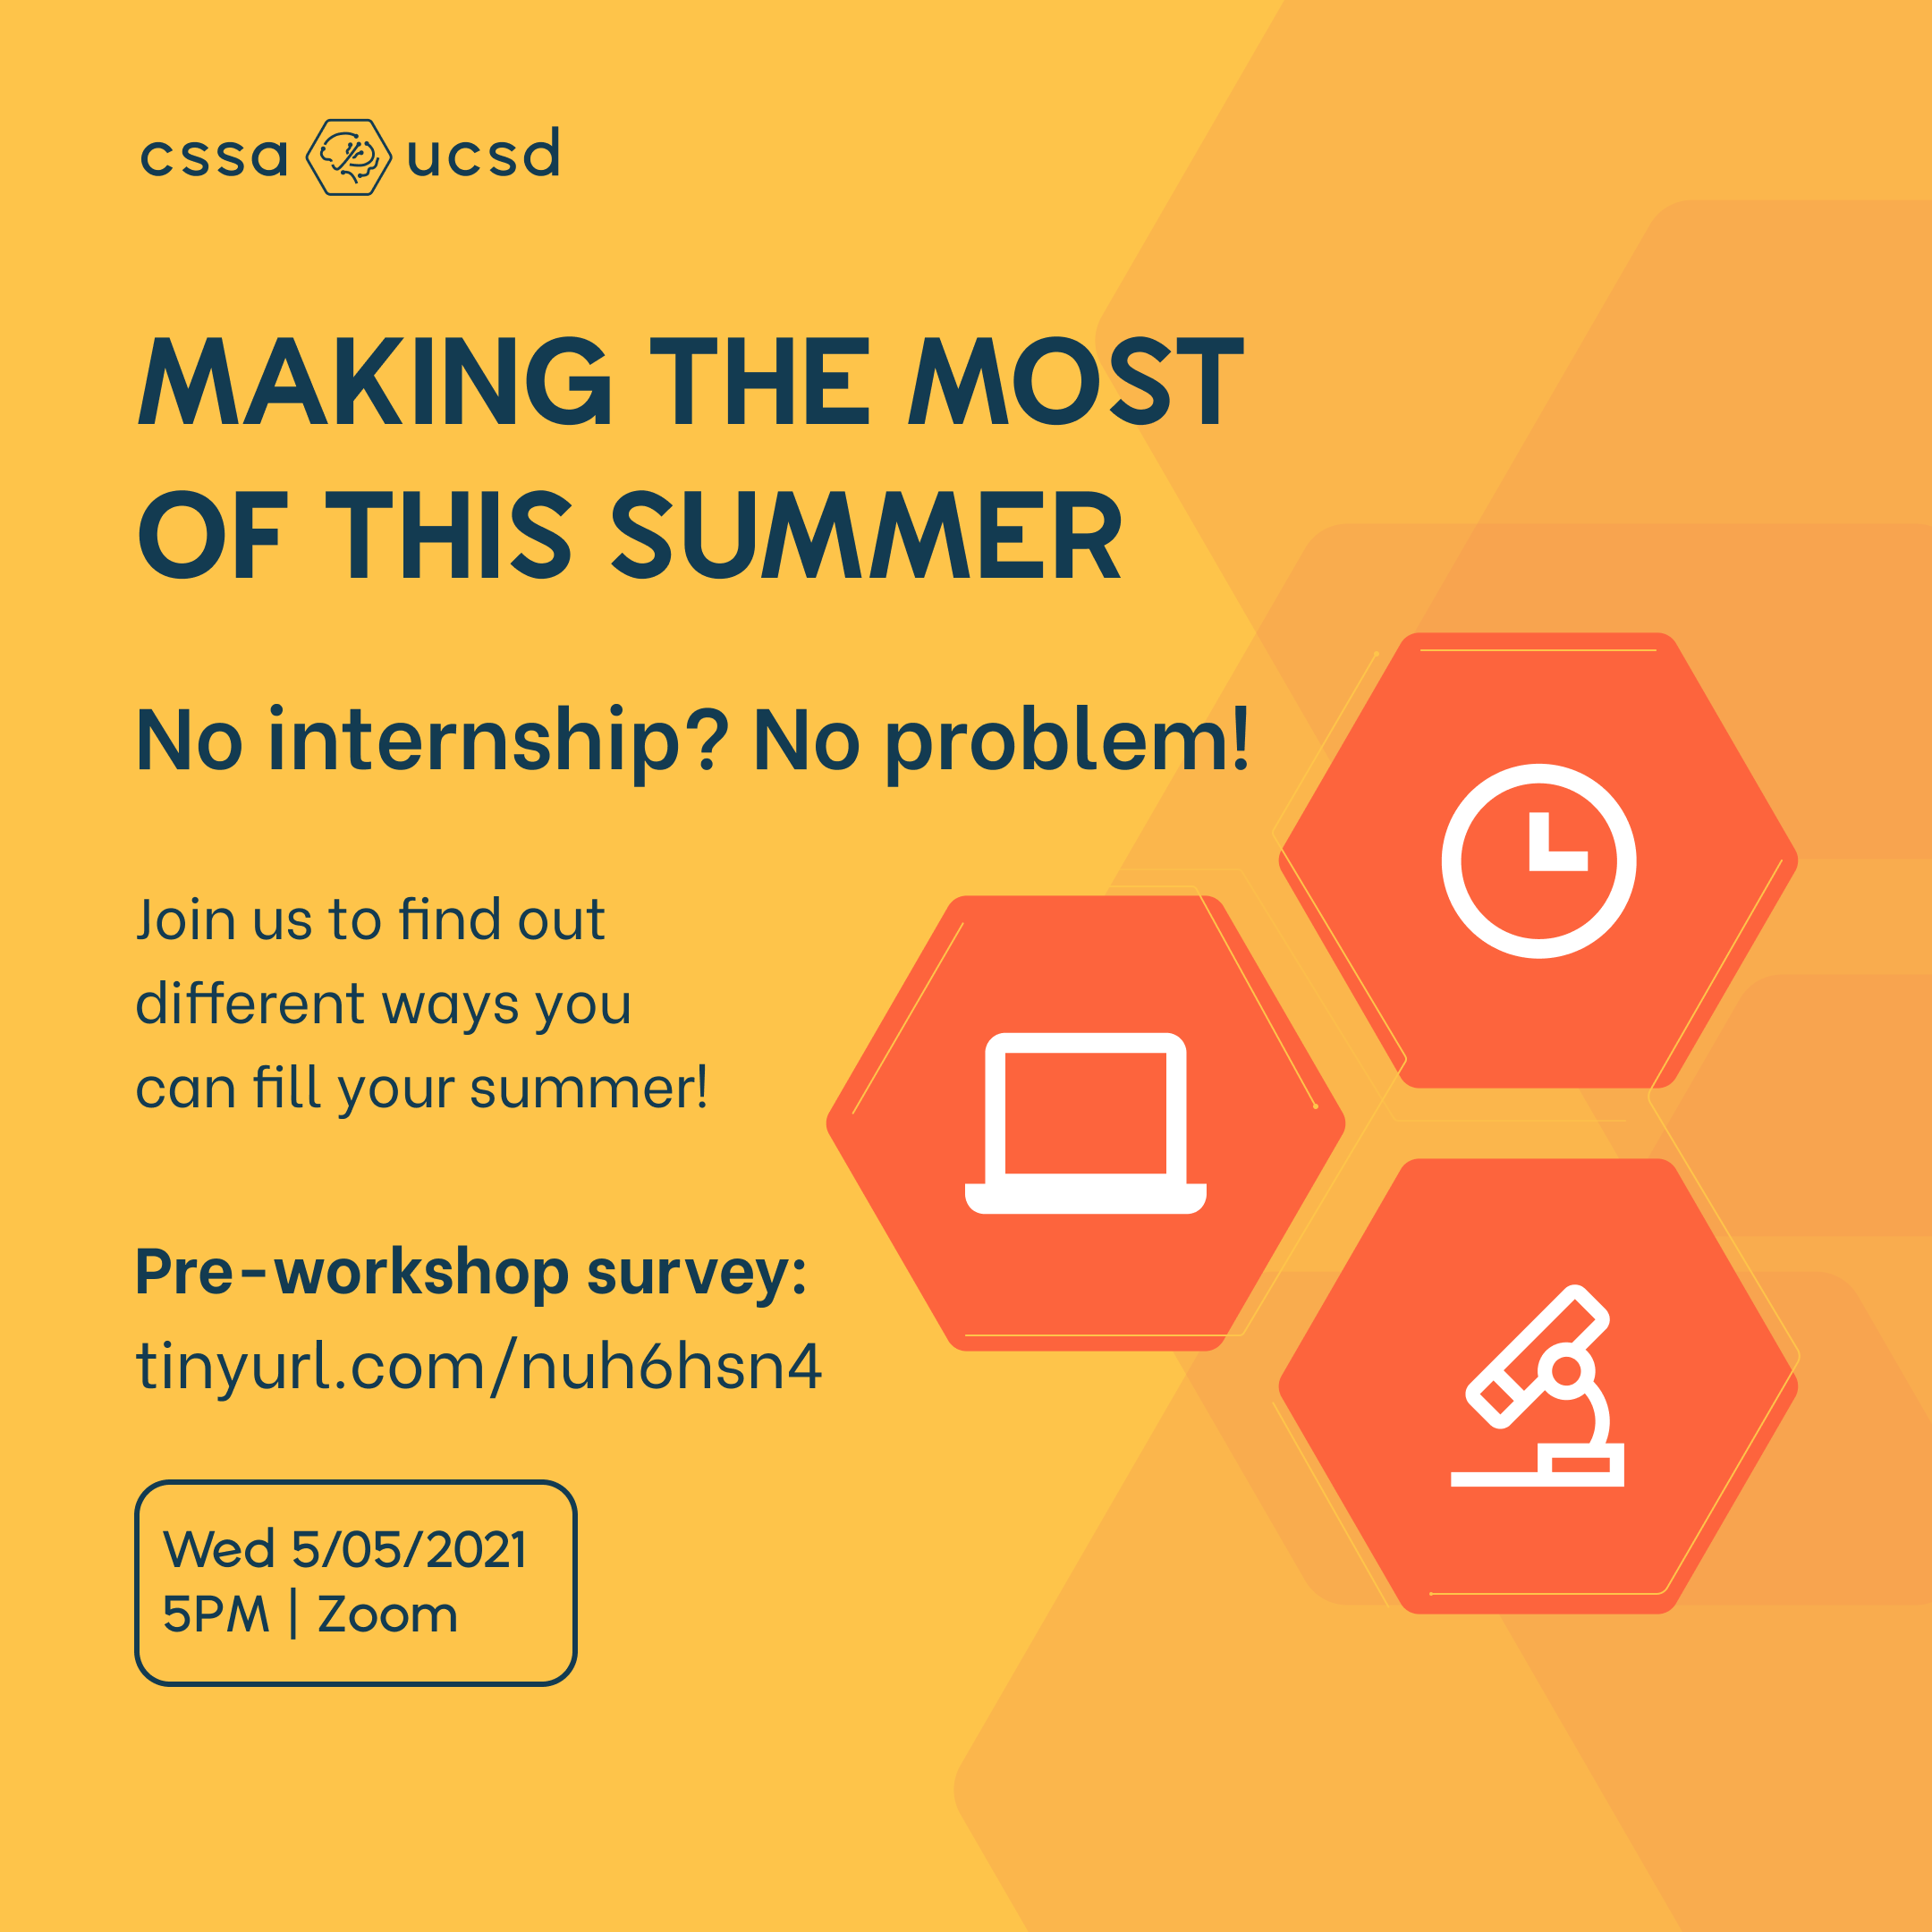 cssa ucsd
MAKING THE MOST
OF THIS SUMMER
No internship? No problem!
Join us to find out
different ways you
can fill your summer!
Pre-workshop survey:
tinyurl.com/nuh6hsn4
Wed 5/05/2021
5PM | Zoom